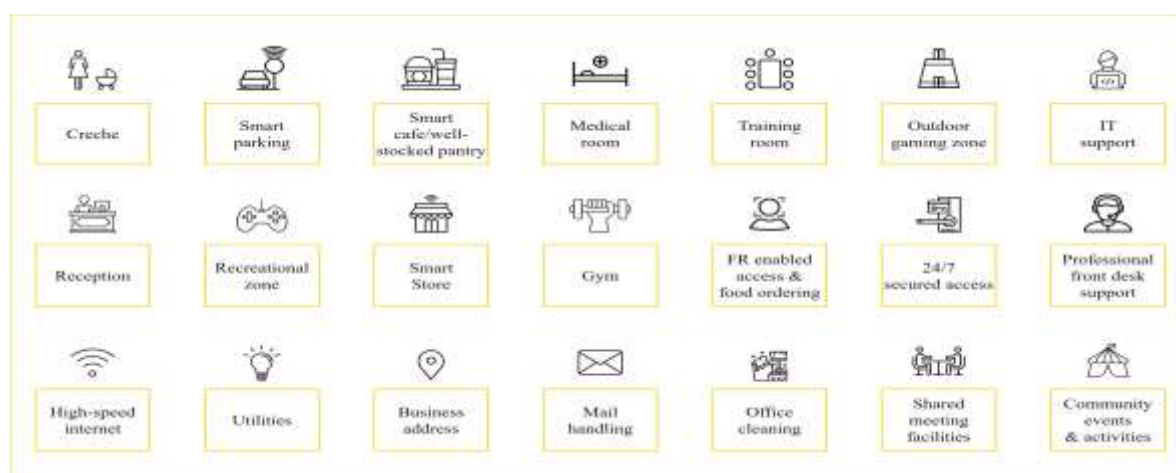 Creche
Smart
parking
Smart
cafe/well-
stocked pantry
Medical
room
Training
room
Outdoor
gaming zone
IT
support
Reception
Recreational
zone
Smart
Store
Gym
FR enabled
access &
food ordering
24/7
secured access
Professional
front desk
support
High-speed
internet
Utilities
Business
address
Mail
handling
Office
cleaning
Shared
meeting
facilities
Community
events
& activities